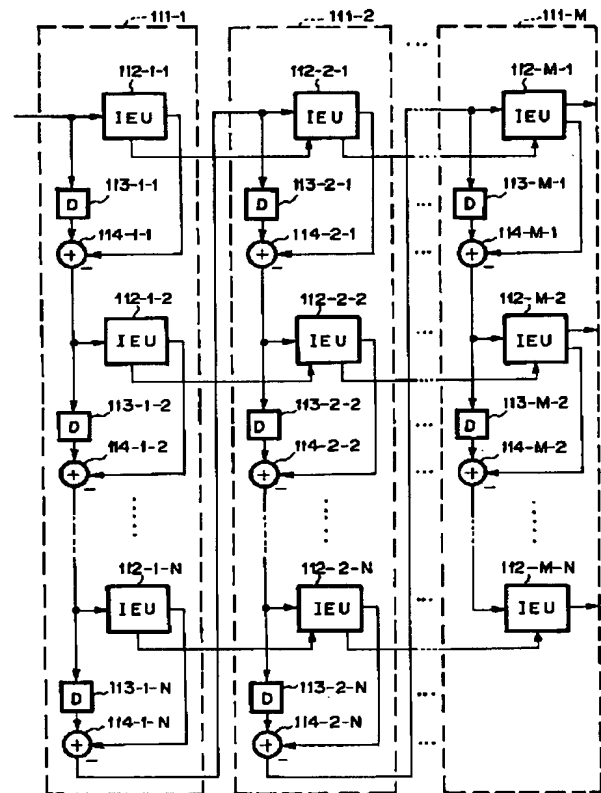 111-1 111-2 ... 111-M
112-1-1 112-2-1 112-M-1
IEU IEU ... IEU
113-1-1 113-2-1 113-M-1
D D ... D
114-1-1 114-2-1 114-M-1
+ + ... +
− − −
112-1-2 112-2-2 112-M-2
IEU IEU ... IEU
113-1-2 113-2-2 113-M-2
D D ... D
114-1-2 114-2-2 114-M-2
+ + ... +
− − −
112-1-N 112-2-N 112-M-N
IEU IEU ... IEU
113-1-N 113-2-N
D D ...
114-1-N 114-2-N
+ + ...
− −